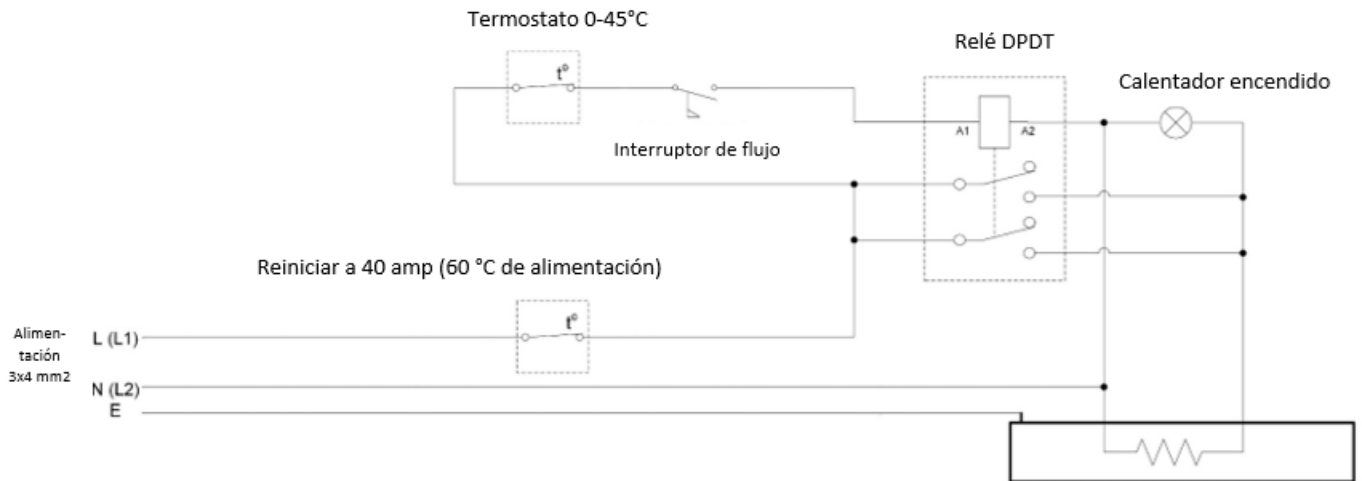 Termostato 0-45°C
Relé DPDT
t°
Calentador encendido
A1
A2
Interruptor de flujo
Reiniciar a 40 amp (60 °C de alimentación)
t°
Alimen-
tación
3x4 mm2
L (L1)
N (L2)
E